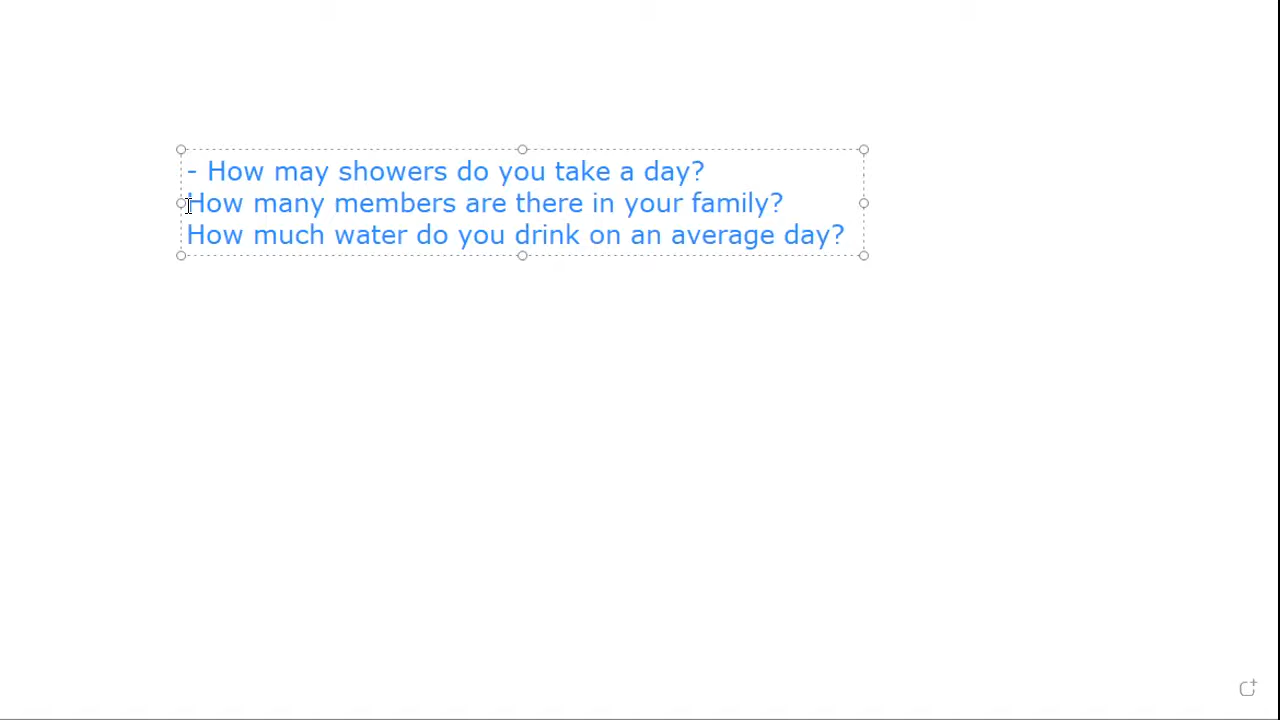 - How may showers do you take a day?
How many members are there in your family?
How much water do you drink on an average day?